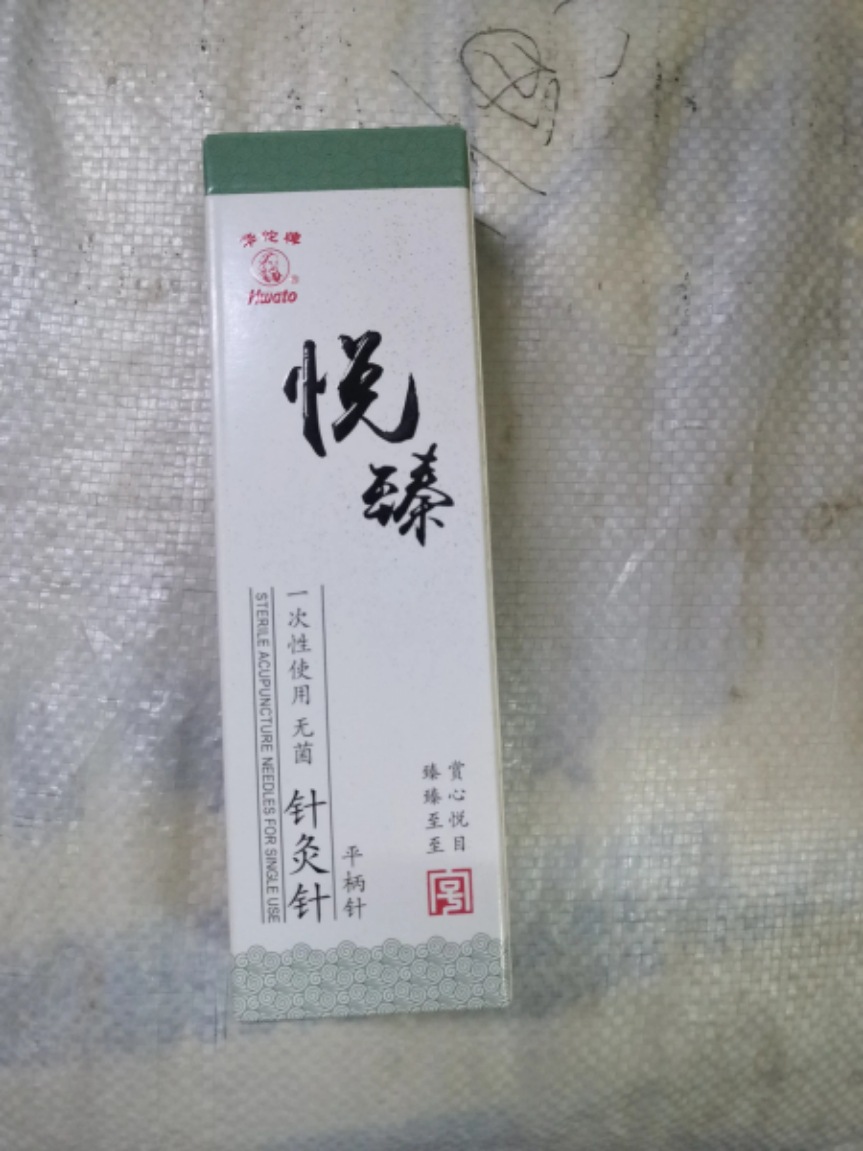 华佗牌
Hwato
悦
臻
一次性使用 无菌 针灸针
STERILE ACUPUNCTURE NEEDLES FOR SINGLE USE
平柄针
赏心悦目
臻臻至至